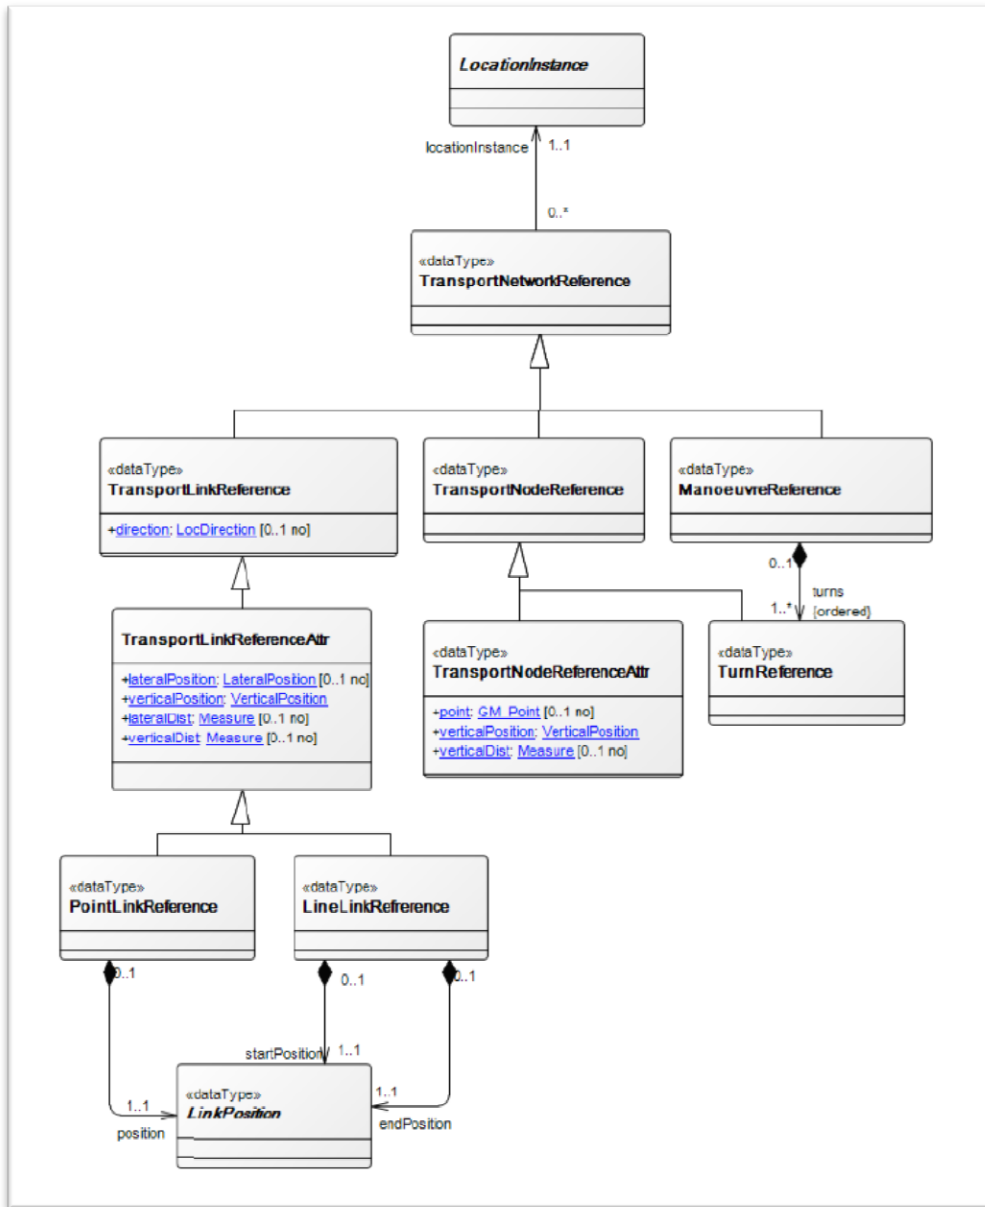 LocationInstance
locationInstance
1..1
0..*
«dataType»
TransportNetworkReference
«dataType»
TransportLinkReference
+direction: LocDirection [0..1 no]
«dataType»
TransportNodeReference
«dataType»
ManoeuvreReference
0..1
turns
1..*
{ordered}
TransportLinkReferenceAttr
+lateralPosition: LateralPosition [0..1 no]
+verticalPosition: VerticalPosition
+lateralDist: Measure [0..1 no]
+verticalDist: Measure [0..1 no]
«dataType»
TransportNodeReferenceAttr
+point: GM_Point [0..1 no]
+verticalPosition: VerticalPosition
+verticalDist: Measure [0..1 no]
«dataType»
TurnReference
«dataType»
PointLinkReference
«dataType»
LineLinkRefrerence
0..1
0..1
0..1
startPosition
1..1
«dataType»
LinkPosition
1..1
position
1..1
endPosition